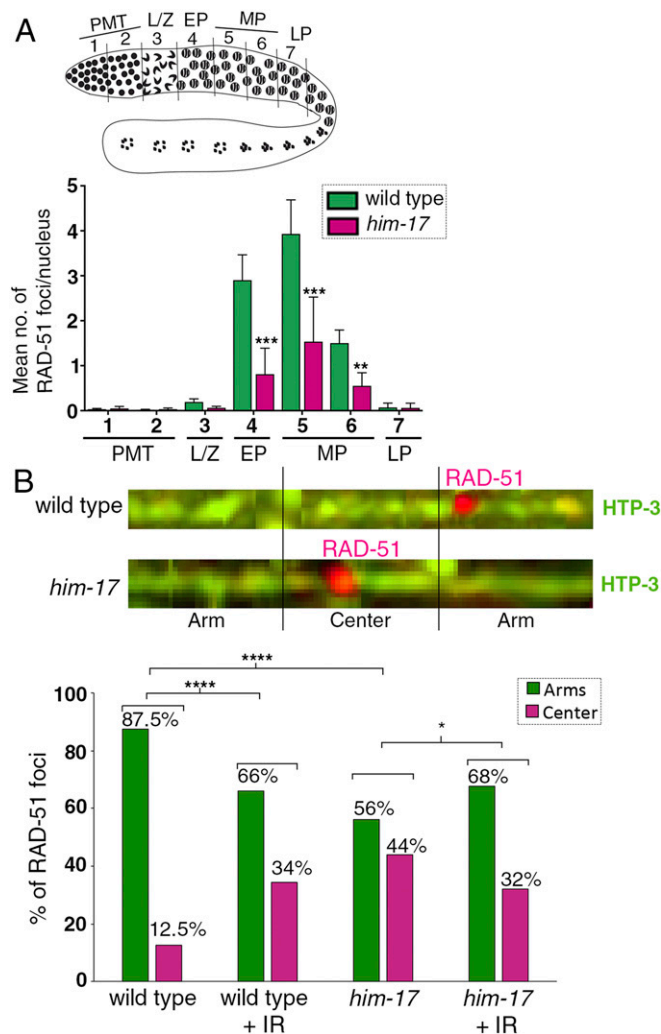 A
PMT L/Z EP MP LP
1 2 3 4 5 6 7
wild type
him-17
Mean no. of
RAD-51 foci/nucleus
5
4
3
2
1
0
*** *** **
1 2 3 4 5 6 7
PMT L/Z EP MP LP
B
RAD-51
wild type HTP-3
RAD-51
him-17 HTP-3
Arm Center Arm
****
****
*
Arms
Center
% of RAD-51 foci
100
80
60
40
20
0
87.5% 12.5% 66% 34% 56% 44% 68% 32%
wild type wild type him-17 him-17
+ IR + IR